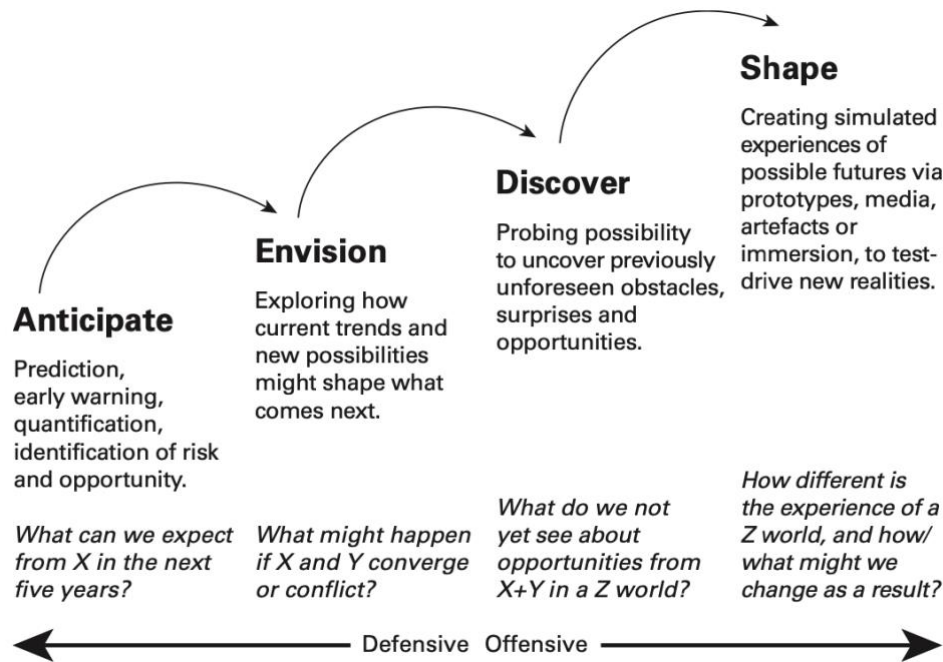 Anticipate
Prediction,
early warning,
quantification,
identification of risk
and opportunity.
What can we expect
from X in the next
five years?
Envision
Exploring how
current trends and
new possibilities
might shape what
comes next.
What might happen
if X and Y converge
or conflict?
Discover
Probing possibility
to uncover previously
unforeseen obstacles,
surprises and
opportunities.
What do we not
yet see about
opportunities from
X+Y in a Z world?
Shape
Creating simulated
experiences of
possible futures via
prototypes, media,
artefacts or
immersion, to test-
drive new realities.
How different is
the experience of a
Z world, and how/
what might we
change as a result?
Defensive Offensive